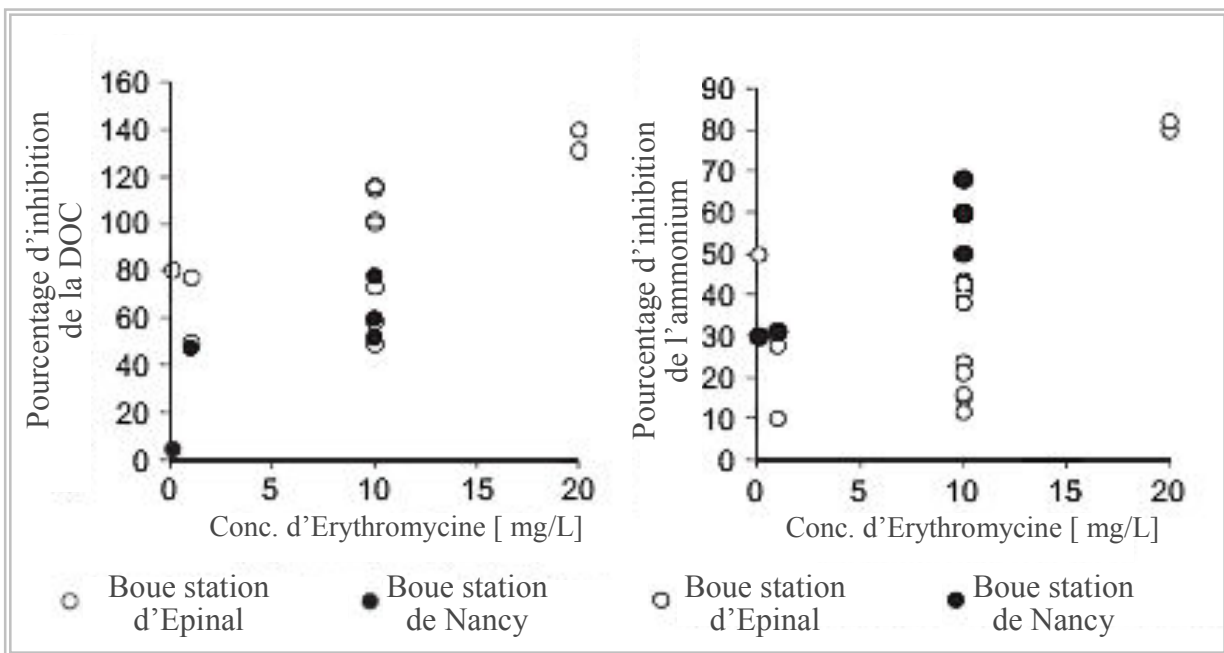 160
140
120
100
80
60
40
20
0
Pourcentage d'inhibition
de la DOC
0 5 10 15 20
Conc. d'Erythromycine [ mg/L]
Boue station
d'Epinal
Boue station
de Nancy
90
80
70
60
50
40
30
20
10
0
Pourcentage d'inhibition
de l'ammonium
0 5 10 15 20
Conc. d'Erythromycine [ mg/L]
Boue station
d'Epinal
Boue station
de Nancy